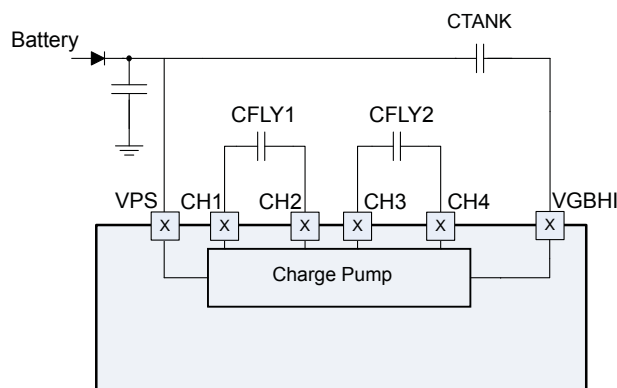 CTANK
Battery
CFLY1 CFLY2
VPS CH1 CH2 CH3 CH4 VGBHI
X X X X X X
Charge Pump